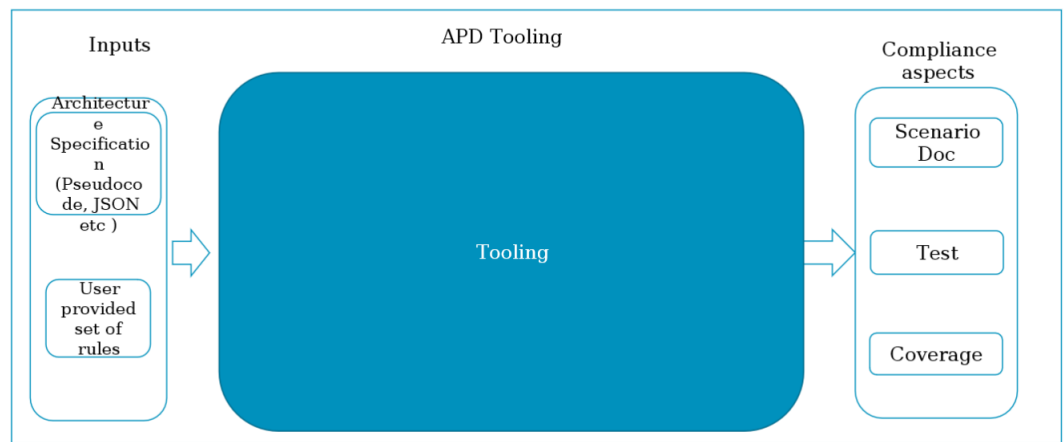 Inputs
APD Tooling
Compliance
aspects
Architectur
e
Specificatio
n
(Pseudoco
de, JSON
etc )
User
provided
set of
rules
Tooling
Scenario
Doc
Test
Coverage